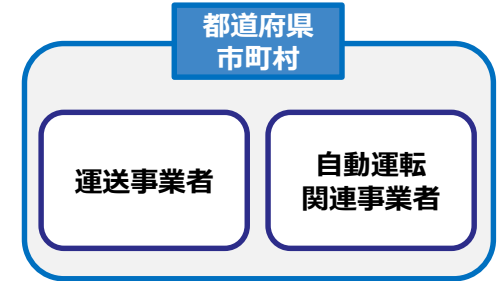 都道府県
市町村
運送事業者
自動運転
関連事業者